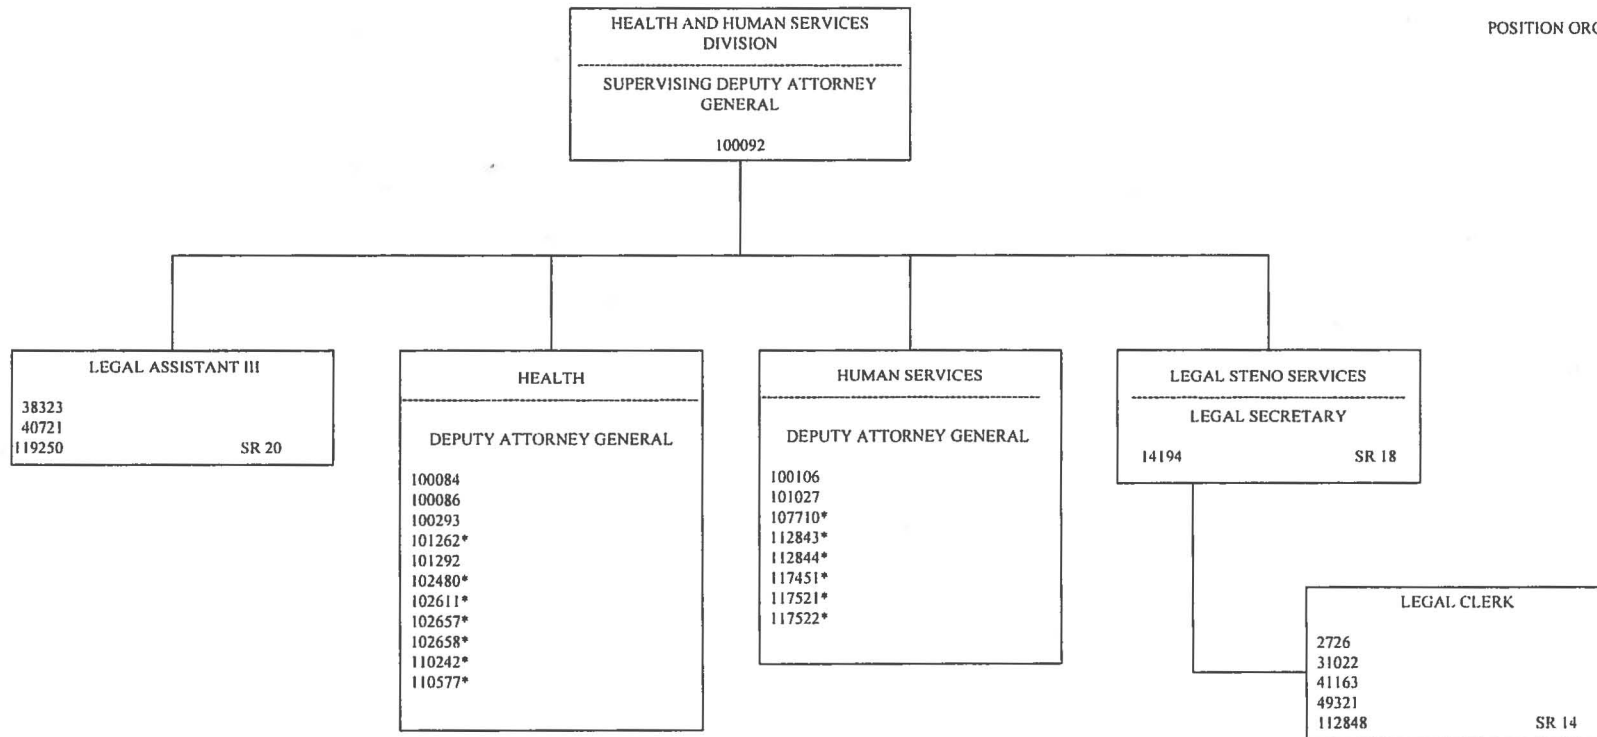 HEALTH AND HUMAN SERVICES
DIVISION
SUPERVISING DEPUTY ATTORNEY
GENERAL
100092
POSITION ORG
LEGAL ASSISTANT III
38323
40721
119250 SR 20
HEALTH
DEPUTY ATTORNEY GENERAL
100084
100086
100293
101262*
101292
102480*
102611*
102657*
102658*
110242*
110577*
HUMAN SERVICES
DEPUTY ATTORNEY GENERAL
100106
101027
107710*
112843*
112844*
117451*
117521*
117522*
LEGAL STENO SERVICES
LEGAL SECRETARY
14194 SR 18
LEGAL CLERK
2726
31022
41163
49321
112848 SR 14